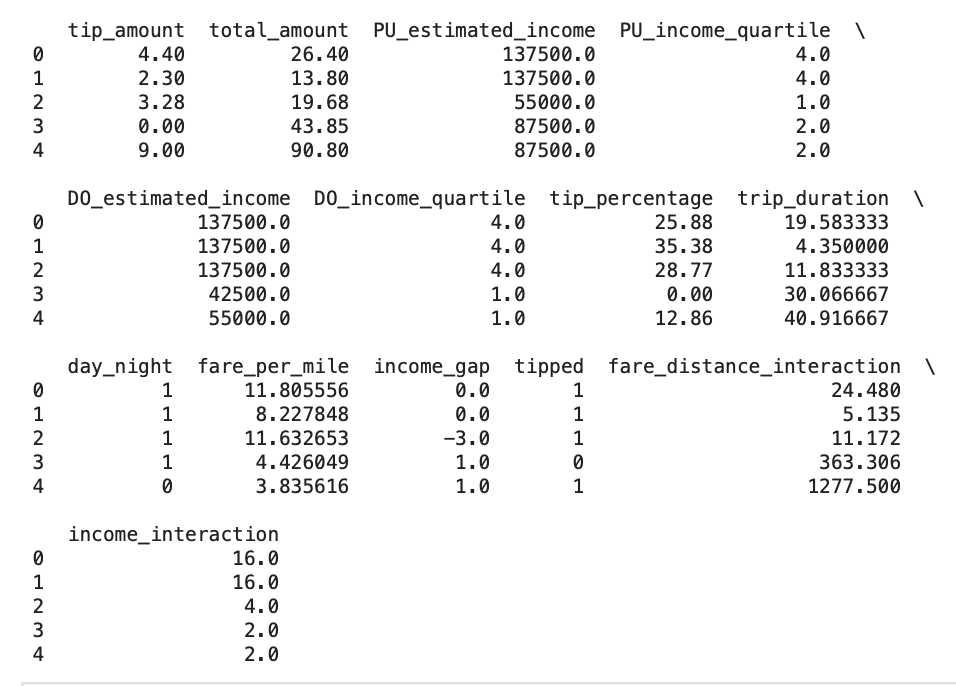 tip_amount total_amount PU_estimated_income PU_income_quartile \
0 4.40 26.40 137500.0 4.0
1 2.30 13.80 137500.0 4.0
2 3.28 19.68 55000.0 1.0
3 0.00 43.85 87500.0 2.0
4 9.00 90.80 87500.0 2.0
DO_estimated_income DO_income_quartile tip_percentage trip_duration \
0 137500.0 4.0 25.88 19.583333
1 137500.0 4.0 35.38 4.350000
2 137500.0 4.0 28.77 11.833333
3 42500.0 1.0 0.00 30.066667
4 55000.0 1.0 12.86 40.916667
day_night fare_per_mile income_gap tipped fare_distance_interaction \
0 1 11.805556 0.0 1 24.480
1 1 8.227848 0.0 1 5.135
2 1 11.632653 -3.0 1 11.172
3 1 4.426049 1.0 0 363.306
4 0 3.835616 1.0 1 1277.500
income_interaction
0 16.0
1 16.0
2 4.0
3 2.0
4 2.0